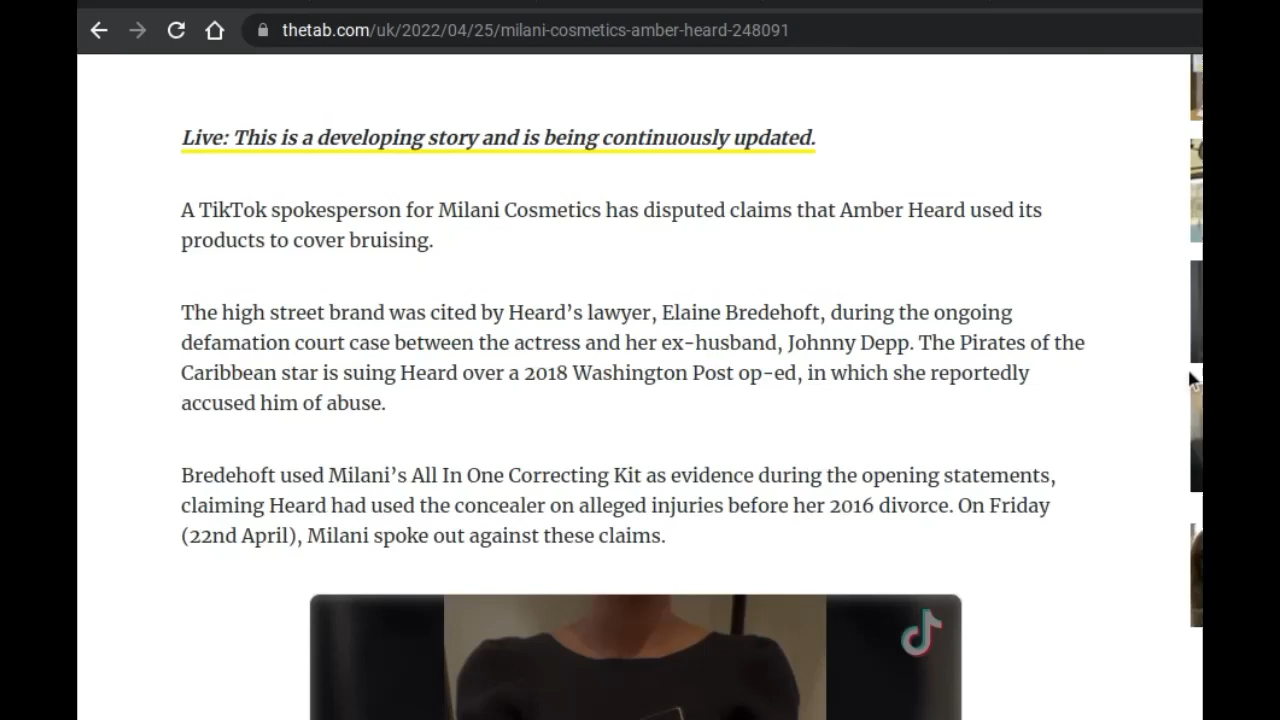 thetab.com/uk/2022/04/25/milani-cosmetics-amber-heard-248091
Live: This is a developing story and is being continuously updated.
A TikTok spokesperson for Milani Cosmetics has disputed claims that Amber Heard used its
products to cover bruising.
The high street brand was cited by Heard’s lawyer, Elaine Bredehoft, during the ongoing
defamation court case between the actress and her ex-husband, Johnny Depp. The Pirates of the
Caribbean star is suing Heard over a 2018 Washington Post op-ed, in which she reportedly
accused him of abuse.
Bredehoft used Milani’s All In One Correcting Kit as evidence during the opening statements,
claiming Heard had used the concealer on alleged injuries before her 2016 divorce. On Friday
(22nd April), Milani spoke out against these claims.